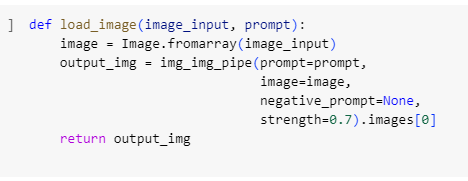 ] def load_image(image_input, prompt):
image = Image.fromarray(image_input)
output_img = img_img_pipe(prompt=prompt,
image=image,
negative_prompt=None,
strength=0.7).images[0]
return output_img